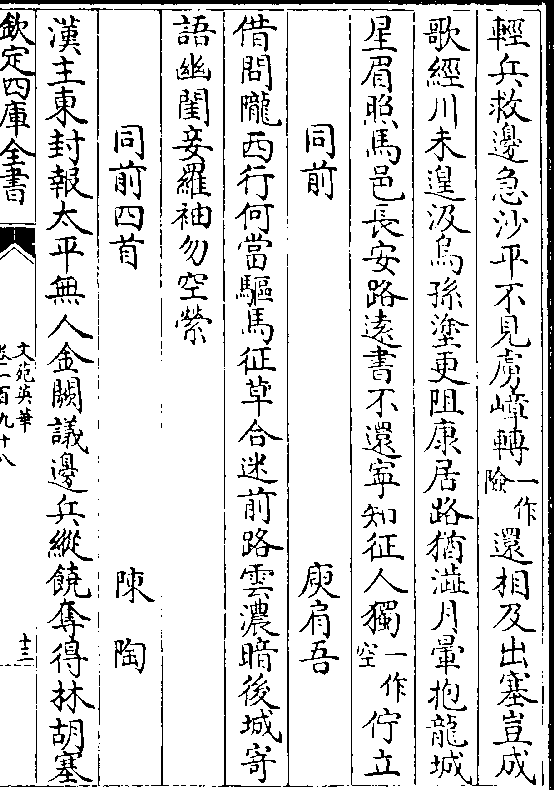 輕兵救邊急沙平不見虜嶂轉一作險還相及出塞豈成
歌經川未遑汲烏孫塗更阻康居路猶澁月暈抱龍城
星眉照馬邑長安路遠書不還寧知征人獨一作空佇立
同前 庾肩吾
借問隴西行何當驅馬征草合迷前路雲濃暗後城寄
語幽閨妾羅袖勿空縈
同前四首 陳陶
漢主東封報太平無人金闕議邊兵縱饒奪得林胡塞
欽定四庫全書
文苑英華
卷二百九十八
十三